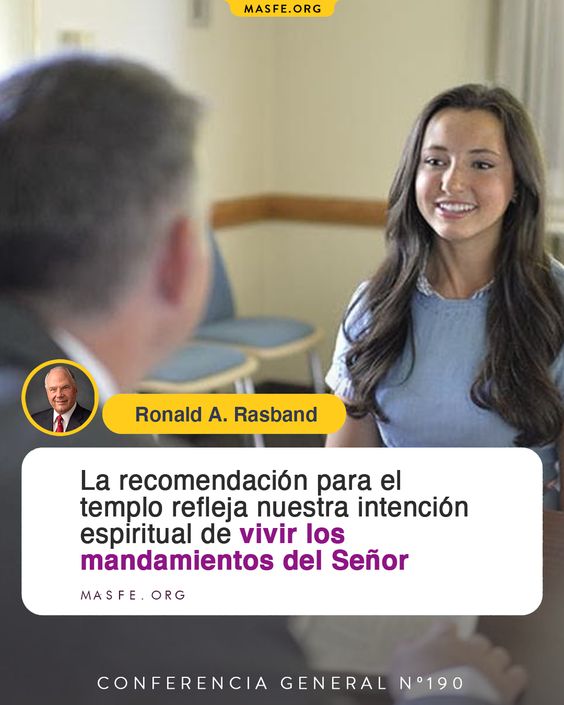 MASFE.ORG
Ronald A. Rasband
La recomendación para el
templo refleja nuestra intención
espiritual de vivir los
mandamientos del Señor
MASFE.ORG
CONFERENCIA GENERAL Nº190